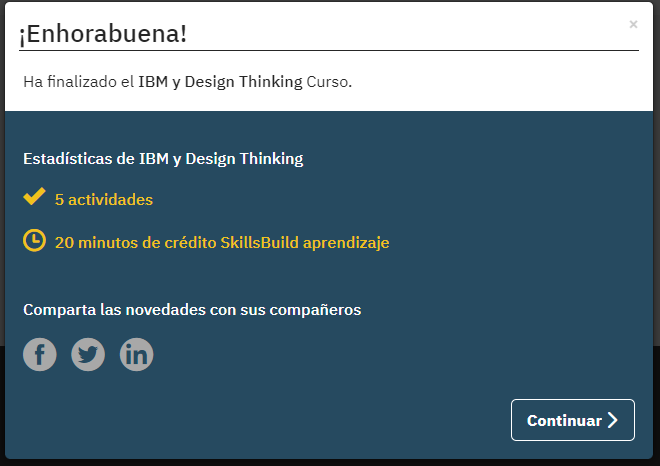 ¡Enhorabuena!
×
Ha finalizado el IBM y Design Thinking Curso.
Estadísticas de IBM y Design Thinking
5 actividades
20 minutos de crédito SkillsBuild aprendizaje
Comparta las novedades con sus compañeros
f in
Continuar